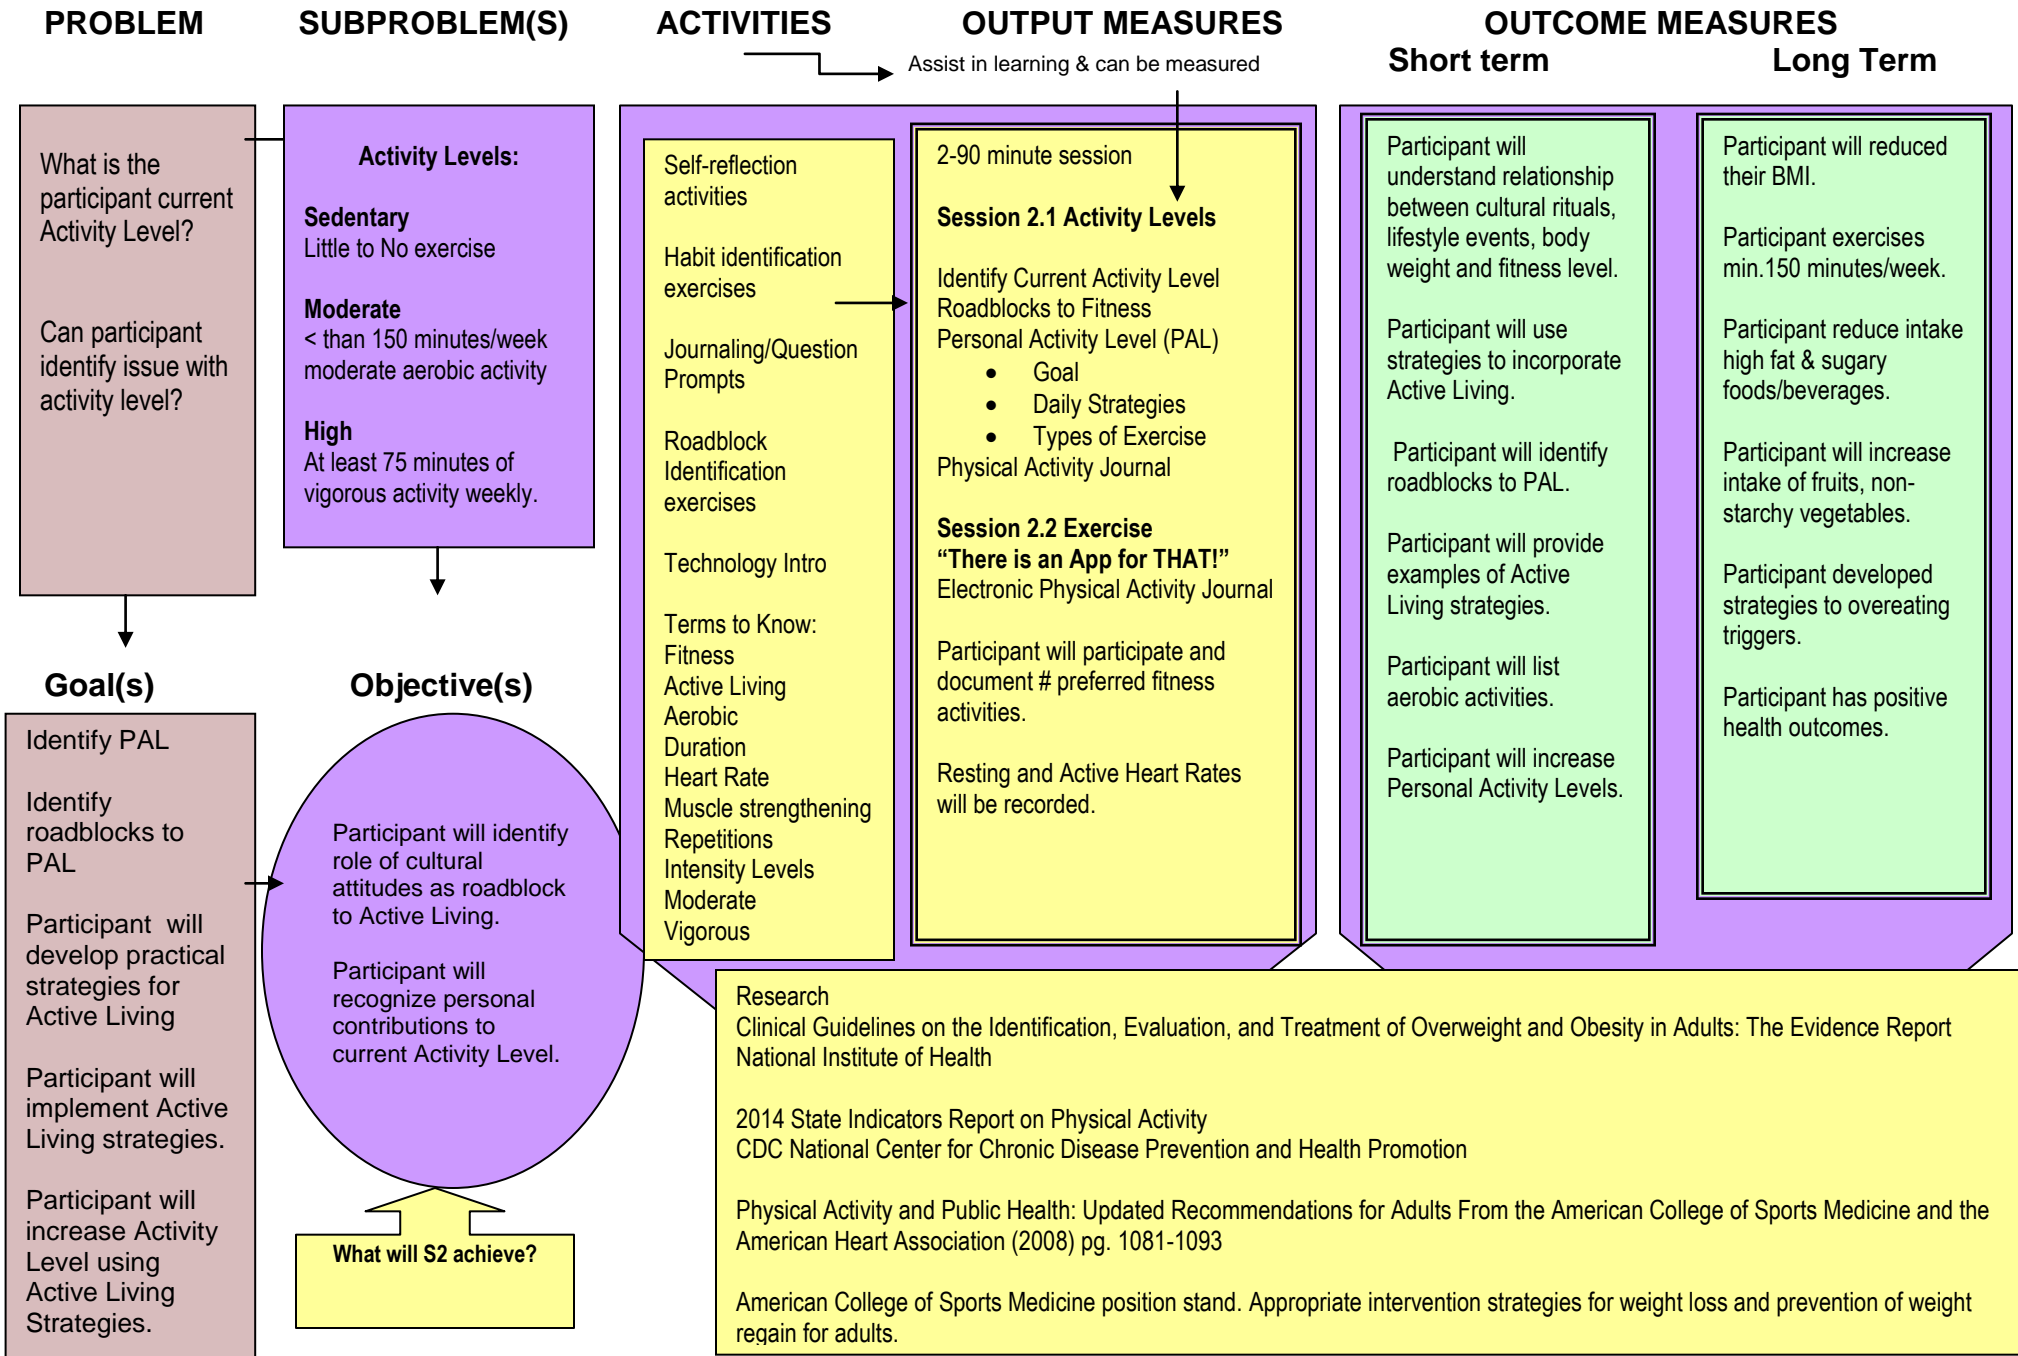 PROBLEM
SUBPROBLEM(S)
ACTIVITIES
OUTPUT MEASURES
OUTCOME MEASURES
Assist in learning & can be measured
Short term
Long Term
What is the
participant current
Activity Level?
Can participant
identify issue with
activity level?
Activity Levels:
Sedentary
Little to No exercise
Moderate
< than 150 minutes/week
moderate aerobic activity
High
At least 75 minutes of
vigorous activity weekly.
Goal(s)
Identify PAL
Identify
roadblocks to
PAL
Participant  will
develop practical
strategies for
Active Living
Participant will
implement Active
Living strategies.
Participant will
increase Activity
Level using
Active Living
Strategies.
Objective(s)
Participant will identify
role of cultural
attitudes as roadblock
to Active Living.
Participant will
recognize personal
contributions to
current Activity Level.
What will S2 achieve?
Self-reflection
activities
Habit identification
exercises
Journaling/Question
Prompts
Roadblock
Identification
exercises
Technology Intro
Terms to Know:
Fitness
Active Living
Aerobic
Duration
Heart Rate
Muscle strengthening
Repetitions
Intensity Levels
Moderate
Vigorous
2-90 minute session
Session 2.1 Activity Levels
Identify Current Activity Level
Roadblocks to Fitness
Personal Activity Level (PAL)
• Goal
• Daily Strategies
• Types of Exercise
Physical Activity Journal
Session 2.2 Exercise
“There is an App for THAT!”
Electronic Physical Activity Journal
Participant will participate and
document # preferred fitness
activities.
Resting and Active Heart Rates
will be recorded.
Participant will
understand relationship
between cultural rituals,
lifestyle events, body
weight and fitness level.
Participant will use
strategies to incorporate
Active Living.
Participant will identify
roadblocks to PAL.
Participant will provide
examples of Active
Living strategies.
Participant will list
aerobic activities.
Participant will increase
Personal Activity Levels.
Participant will reduced
their BMI.
Participant exercises
min.150 minutes/week.
Participant reduce intake
high fat & sugary
foods/beverages.
Participant will increase
intake of fruits, non-
starchy vegetables.
Participant developed
strategies to overeating
triggers.
Participant has positive
health outcomes.
Research
Clinical Guidelines on the Identification, Evaluation, and Treatment of Overweight and Obesity in Adults: The Evidence Report
National Institute of Health
2014 State Indicators Report on Physical Activity
CDC National Center for Chronic Disease Prevention and Health Promotion
Physical Activity and Public Health: Updated Recommendations for Adults From the American College of Sports Medicine and the
American Heart Association (2008) pg. 1081-1093
American College of Sports Medicine position stand. Appropriate intervention strategies for weight loss and prevention of weight
regain for adults.